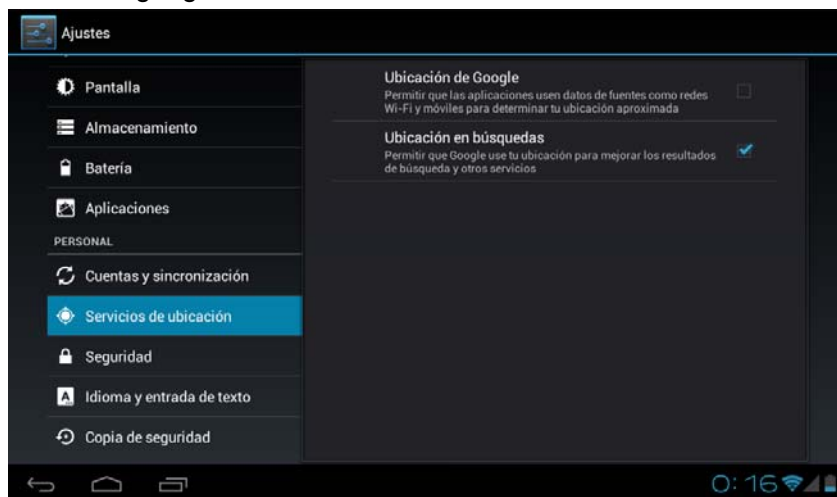 Ajustes
Pantalla
Almacenamiento
Batería
Aplicaciones
PERSONAL
Cuentas y sincronización
Servicios de ubicación
Seguridad
Idioma y entrada de texto
Copia de seguridad
Ubicación de Google
Permitir que las aplicaciones usen datos de fuentes como redes
Wi-Fi y móviles para determinar tu ubicación aproximada
Ubicación en búsquedas
Permitir que Google use tu ubicación para mejorar los resultados
de búsqueda y otros servicios
0:16